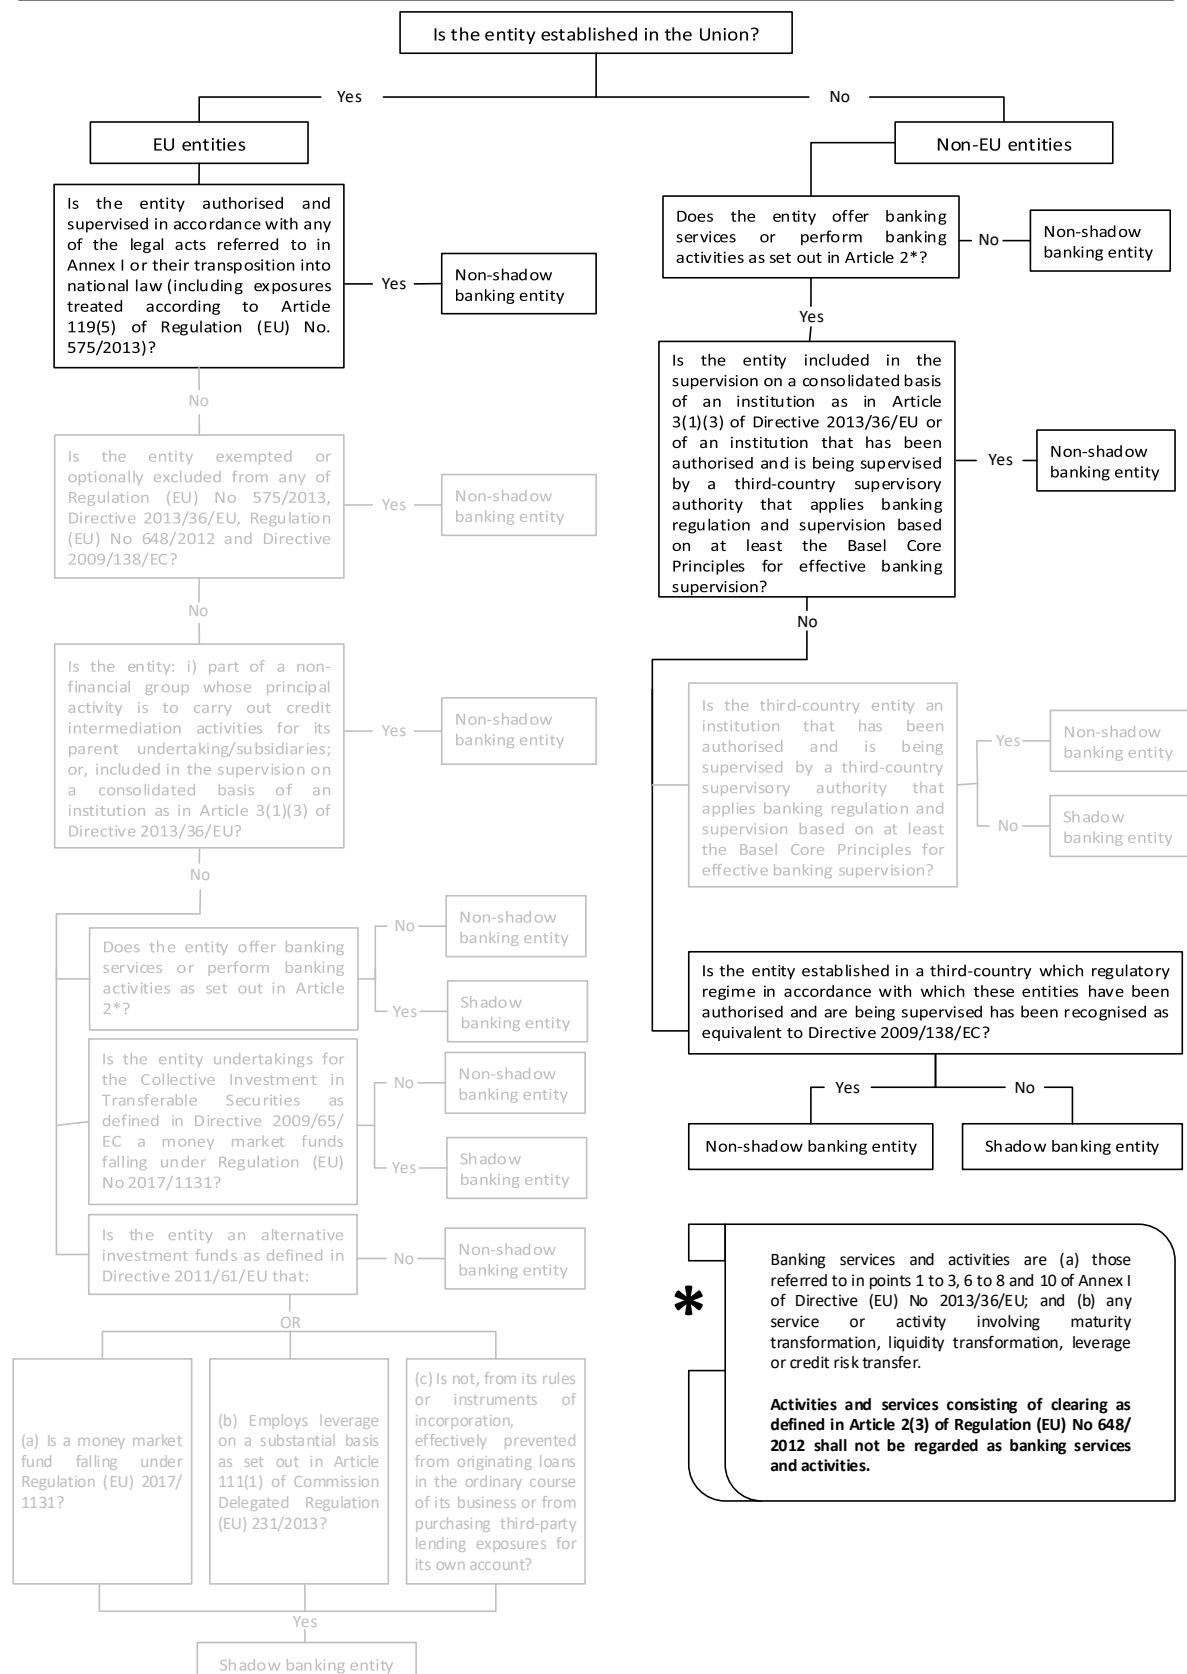 Is the entity established in the Union?
Yes
No
EU entities
Non-EU entities
Is the entity authorised and
supervised in accordance with any
of the legal acts referred to in
Annex I or their transposition into
national law (including exposures
treated according to Article
119(5) of Regulation (EU) No.
575/2013)?
Yes
Non-shadow
banking entity
No
Is the entity exempted or
optionally excluded from any of
Regulation (EU) No 575/2013,
Directive 2013/36/EU, Regulation
(EU) No 648/2012 and Directive
2009/138/EC?
Yes
Non-shadow
banking entity
No
Is the entity: i) part of a non-
financial group whose principal
activity is to carry out credit
intermediation activities for its
parent undertaking/subsidiaries;
or, included in the supervision on
a consolidated basis of an
institution as in Article 3(1)(3) of
Directive 2013/36/EU?
Yes
Non-shadow
banking entity
No
Does the entity offer banking
services or perform banking
activities as set out in Article
2*?
No
Non-shadow
banking entity
Yes
Shadow
banking entity
Is the entity undertakings for
the Collective Investment in
Transferable Securities as
defined in Directive 2009/65/
EC a money market funds
falling under Regulation (EU)
No 2017/1131?
No
Non-shadow
banking entity
Yes
Shadow
banking entity
Is the entity an alternative
investment funds as defined in
Directive 2011/61/EU that:
No
Non-shadow
banking entity
OR
(a) Is a money market
fund falling under
Regulation (EU) 2017/
1131?
(b) Employs leverage
on a substantial basis
as set out in Article
111(1) of Commission
Delegated Regulation
(EU) 231/2013?
(c) Is not, from its rules
or instruments of
incorporation,
effectively prevented
from originating loans
in the ordinary course
of its business or from
purchasing third-party
lending exposures for
its own account?
Yes
Shadow banking entity
Does the entity offer banking
services or perform banking
activities as set out in Article 2*?
No
Non-shadow
banking entity
Yes
Is the entity included in the
supervision on a consolidated basis
of an institution as in Article
3(1)(3) of Directive 2013/36/EU or
of an institution that has been
authorised and is being supervised
by a third-country supervisory
authority that applies banking
regulation and supervision based
on at least the Basel Core
Principles for effective banking
supervision?
Yes
Non-shadow
banking entity
No
Is the third-country entity an
institution that has been
authorised and is being
supervised by a third-country
supervisory authority that
applies banking regulation and
supervision based on at least
the Basel Core Principles for
effective banking supervision?
Yes
Non-shadow
banking entity
No
Shadow
banking entity
Is the entity established in a third-country which regulatory
regime in accordance with which these entities have been
authorised and are being supervised has been recognised as
equivalent to Directive 2009/138/EC?
Yes
No
Non-shadow banking entity
Shadow banking entity
*
Banking services and activities are (a) those
referred to in points 1 to 3, 6 to 8 and 10 of Annex I
of Directive (EU) No 2013/36/EU; and (b) any
service or activity involving maturity
transformation, liquidity transformation, leverage
or credit risk transfer.
Activities and services consisting of clearing as
defined in Article 2(3) of Regulation (EU) No 648/
2012 shall not be regarded as banking services
and activities.